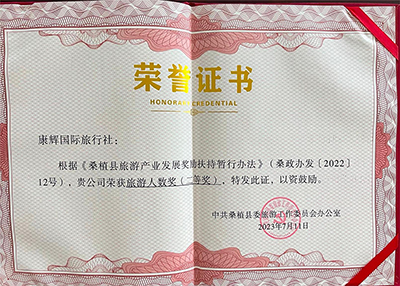 荣誉证书
HONORARY CREDENTIAL
康辉国际旅行社：
根据《桑植县旅游产业发展奖励扶持暂行办法》（桑政办发〔2022〕
12号），贵公司荣获旅游人数奖（二等奖），特发此证，以资鼓励。
中共桑植县委旅游工作委员会办公室
2023年7月11日